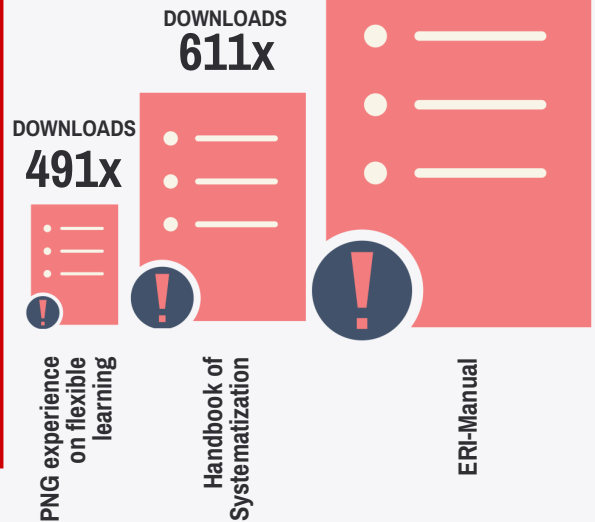 DOWNLOADS
491x
DOWNLOADS
611x
PNG experience
on flexible
learning
Handbook of
Systematization
ERI-Manual